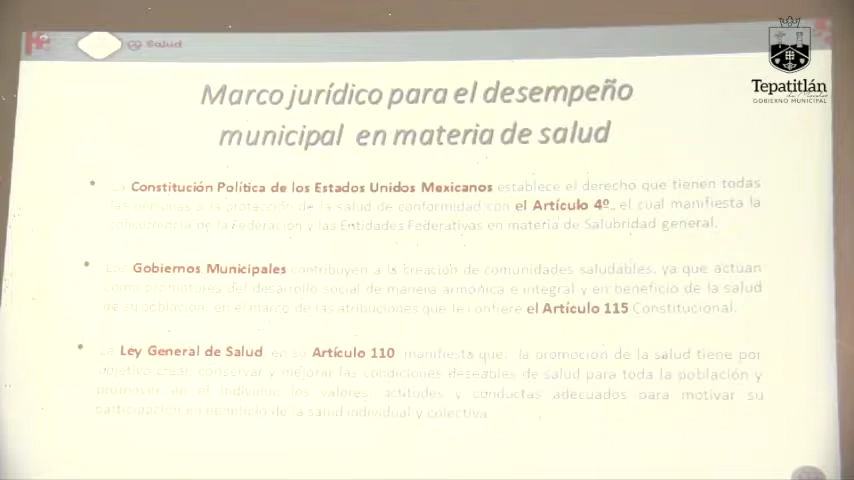 Salud
Tepatitlán
de Morelos
GOBIERNO MUNICIPAL
Marco jurídico para el desempeño
municipal en materia de salud
• La Constitución Política de los Estados Unidos Mexicanos establece el derecho que tienen todas
las personas a la protección de la salud de conformidad con el Artículo 4º, el cual manifiesta la
concurrencia de la Federación y las Entidades Federativas en materia de Salubridad general.
• Los Gobiernos Municipales contribuyen a la creación de comunidades saludables, ya que actúan
como promotores del desarrollo social de manera armónica e integral y en beneficio de la salud
de su población, en el marco de las atribuciones que le confiere el Artículo 115 Constitucional.
• La Ley General de Salud en su Artículo 110 manifiesta que: la promoción de la salud tiene por
objetivo crear, conservar y mejorar las condiciones deseables de salud para toda la población y
promover en el individuo los valores, actitudes y conductas adecuados para motivar su
participación en beneficio de la salud individual y colectiva.